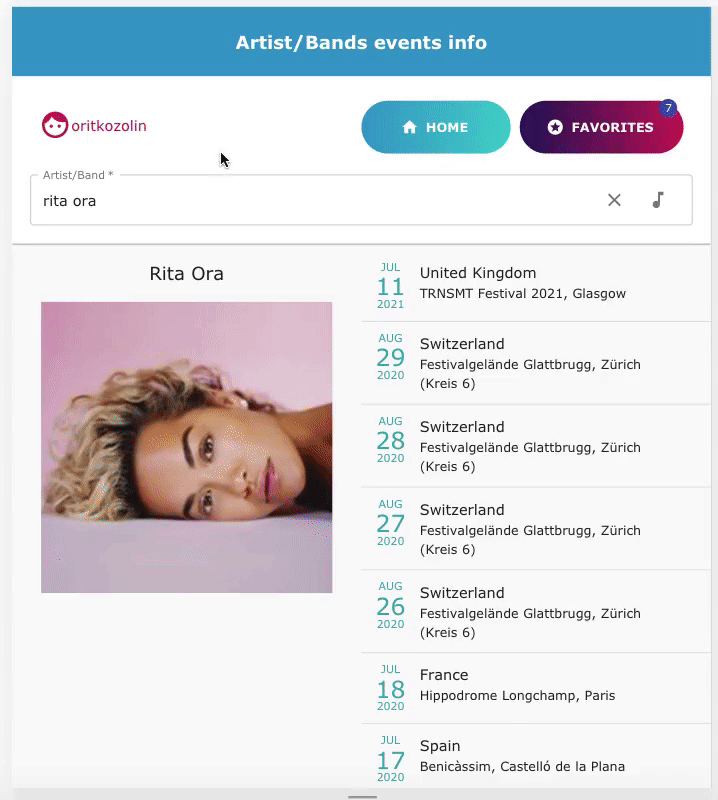 Artist/Bands events info
oritkozolin
HOME
FAVORITES
7
Artist/Band *
rita ora
Rita Ora
JUL
11
2021
United Kingdom
TRNSMT Festival 2021, Glasgow
AUG
29
2020
Switzerland
Festivalgelände Glattbrugg, Zürich
(Kreis 6)
AUG
28
2020
Switzerland
Festivalgelände Glattbrugg, Zürich
(Kreis 6)
AUG
27
2020
Switzerland
Festivalgelände Glattbrugg, Zürich
(Kreis 6)
AUG
26
2020
Switzerland
Festivalgelände Glattbrugg, Zürich
(Kreis 6)
JUL
18
2020
France
Hippodrome Longchamp, Paris
JUL
17
2020
Spain
Benicàssim, Castelló de la Plana